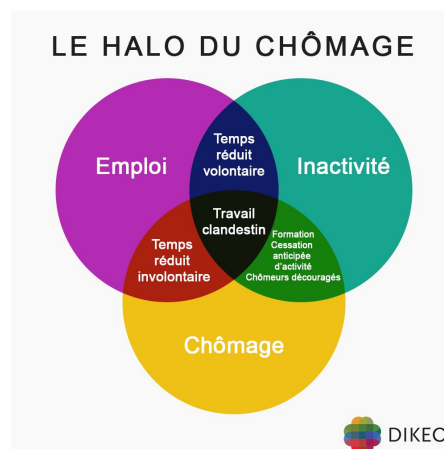 LE HALO DU CHÔMAGE
Temps
réduit
volontaire
Emploi
Inactivité
Travail
clandestin
Temps
réduit
involontaire
Formation
Cessation
anticipée
d'activité
Chômeurs découragés
Chômage
DIKEO